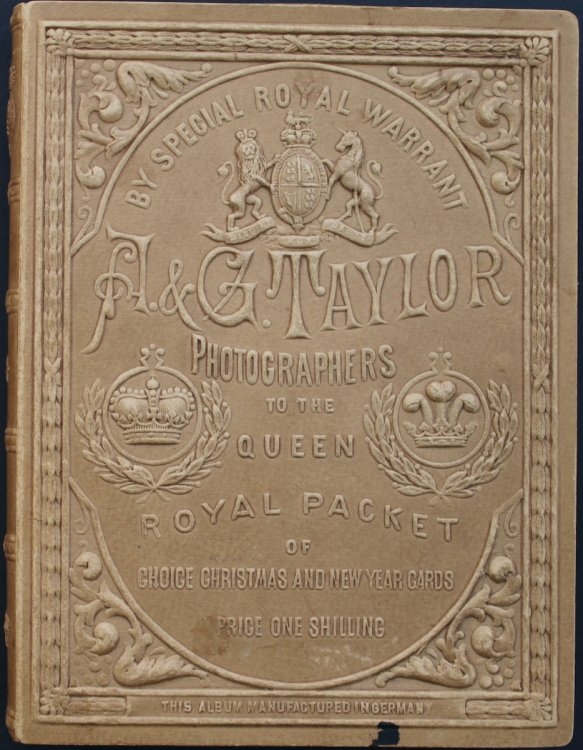 BY SPECIAL ROYAL WARRANT
A. & G. TAYLOR
PHOTOGRAPHERS
TO THE
QUEEN
ROYAL PACKET
OF
CHOICE CHRISTMAS AND NEW YEAR CARDS
PRICE ONE SHILLING
THIS ALBUM MANUFACTURED IN GERMANY